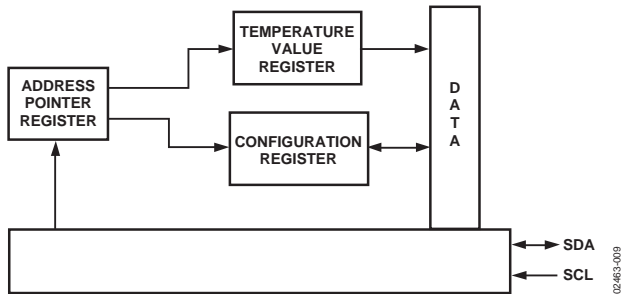 TEMPERATURE
VALUE
REGISTER
ADDRESS
POINTER
REGISTER
CONFIGURATION
REGISTER
D
A
T
A
SDA
SCL
02463-009